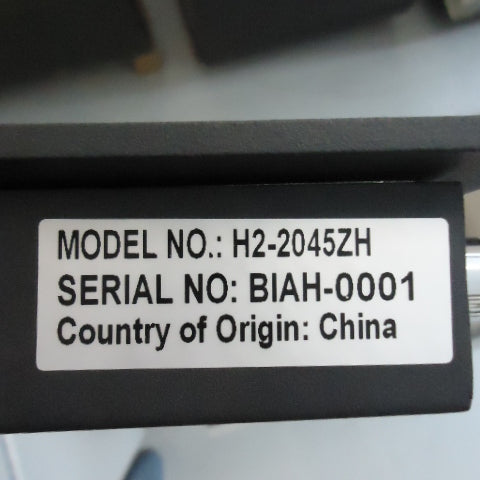 MODEL NO.: H2-2045ZH
SERIAL NO: BIAH-0001
Country of Origin: China